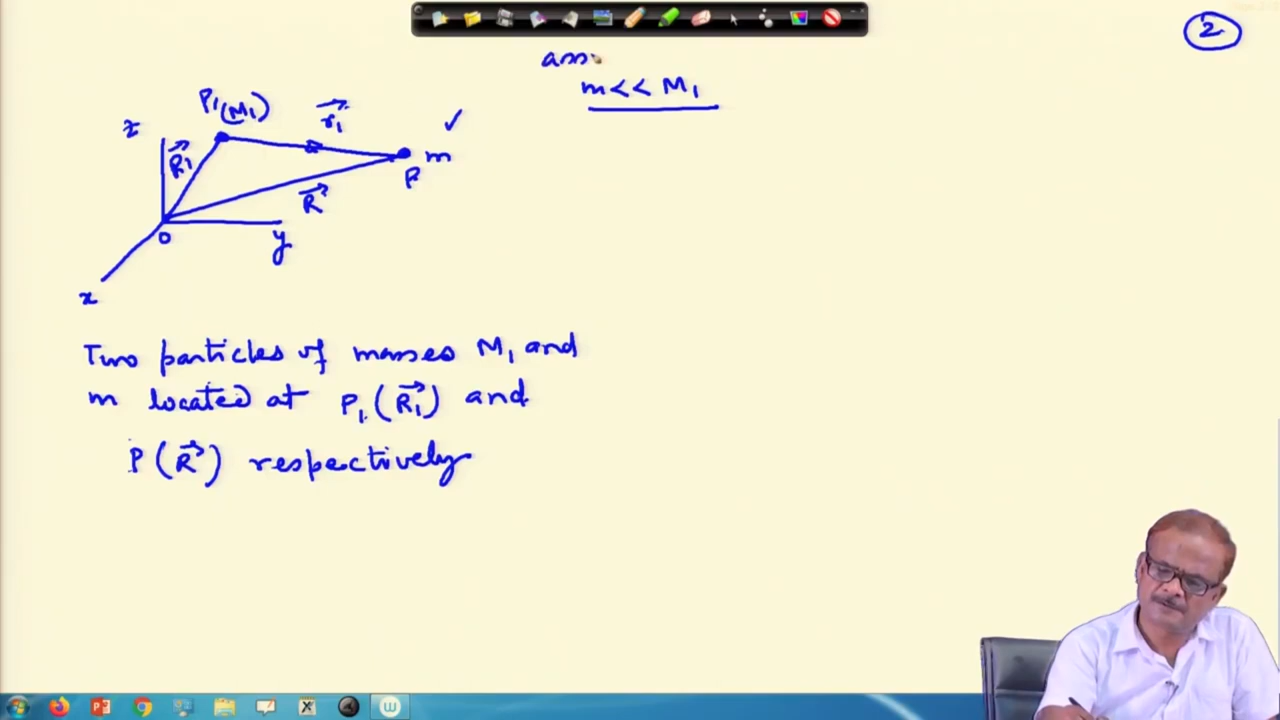 2
ass
m << M₁
P₁(M₁)
z
r⃗₁
R⃗₁
m
P
R⃗
O
y
x
Two particles of masses M₁ and
m located at P₁(R⃗₁) and
P(R⃗) respectively